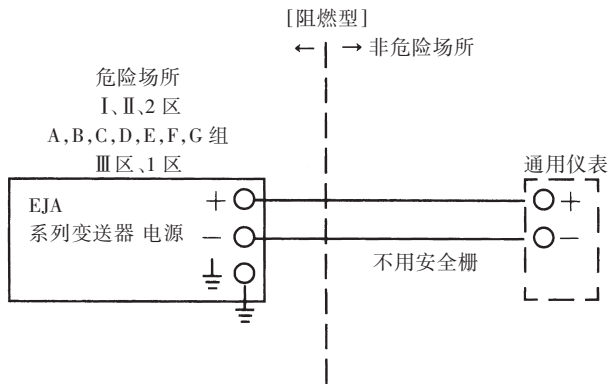 [阻燃型]
← → 非危险场所
危险场所
Ⅰ、Ⅱ、2 区
A,B,C,D,E,F,G 组
Ⅲ区、1 区
通用仪表
EJA
系列变送器 电源
+
−
+
−
不用安全栅